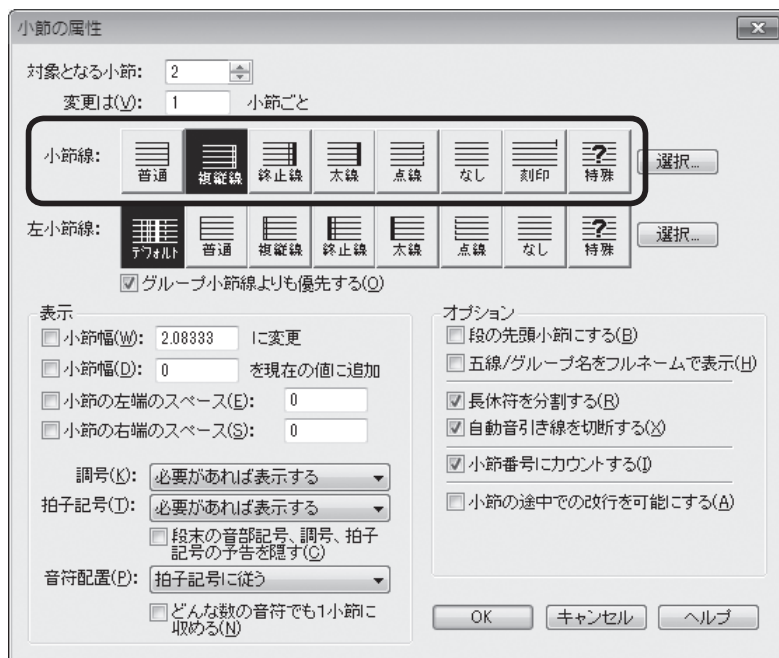 小節の属性
対象となる小節: 2
変更は(V): 1 小節ごと
小節線: 普通 複縦線 終止線 太線 点線 なし 刻印 特殊 選択...
左小節線: デフォルト 普通 複縦線 終止線 太線 点線 なし 特殊 選択...
グループ小節線よりも優先する(O)
表示
小節幅(W): 2.08333 に変更
小節幅(D): 0 を現在の値に追加
小節の左端のスペース(E): 0
小節の右端のスペース(S): 0
調号(K): 必要があれば表示する
拍子記号(T): 必要があれば表示する
段末の音部記号、調号、拍子
記号の予告を隠す(C)
音符配置(P): 拍子記号に従う
どんな数の音符でも1小節に
収める(N)
オプション
段の先頭小節にする(B)
五線/グループ名をフルネームで表示(H)
長休符を分割する(R)
自動音引き線を切断する(X)
小節番号にカウントする(I)
小節の途中での改行を可能にする(A)
OK キャンセル ヘルプ